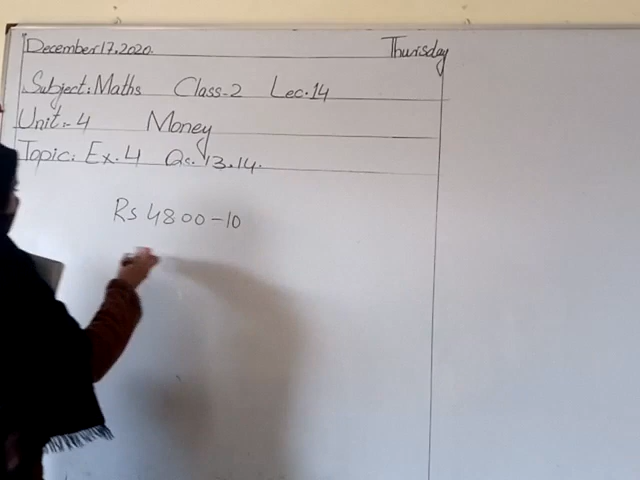 December 17, 2020. Thursday
Subject: Maths Class-2 Lec. 14
Unit:- 4 Money
Topic: Ex. 4 Q. 13. 14.
Rs 4800-10